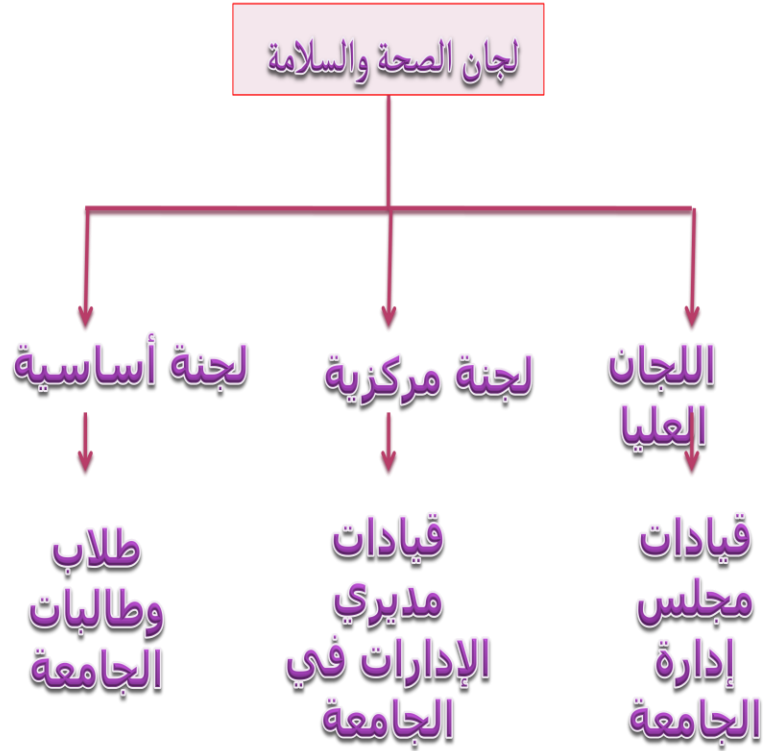 لجان الصحة والسلامة
اللجان
العليا
لجنة مركزية
لجنة أساسية
قيادات
مجلس
إدارة
الجامعة
قيادات
مديري
الإدارات في
الجامعة
طلاب
وطالبات
الجامعة